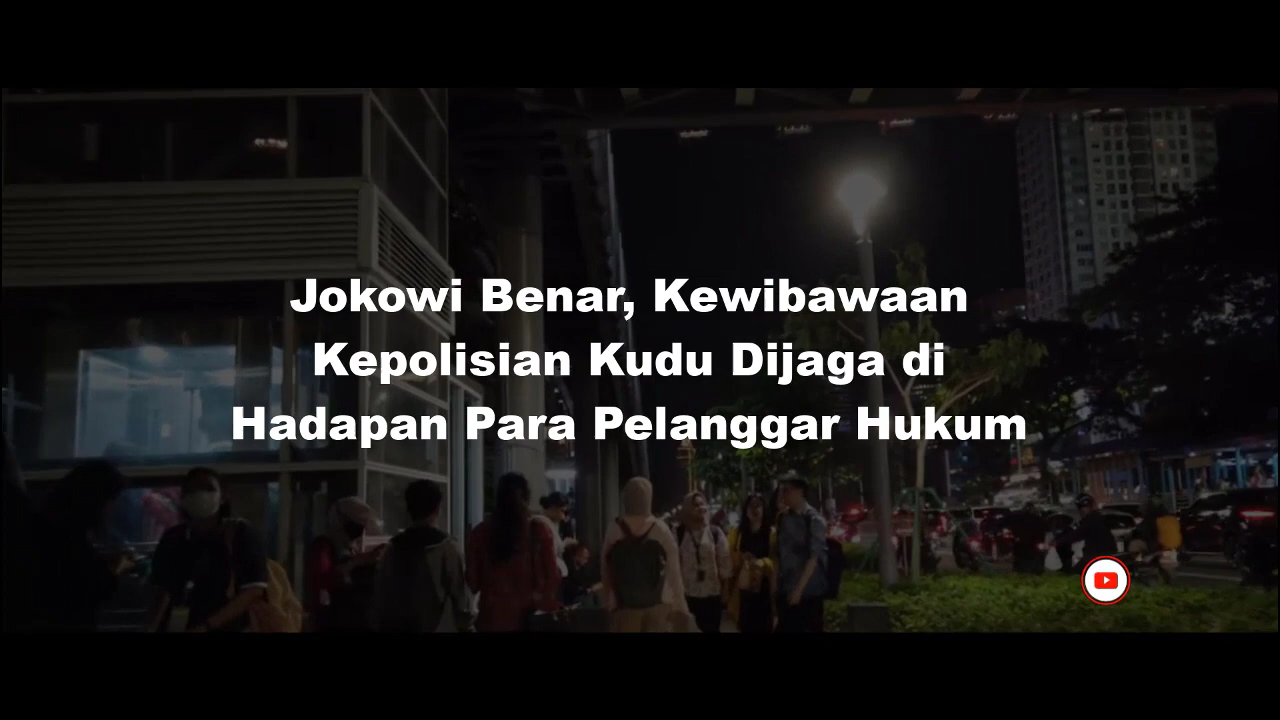 Jokowi Benar, Kewibawaan
Kepolisian Kudu Dijaga di
Hadapan Para Pelanggar Hukum